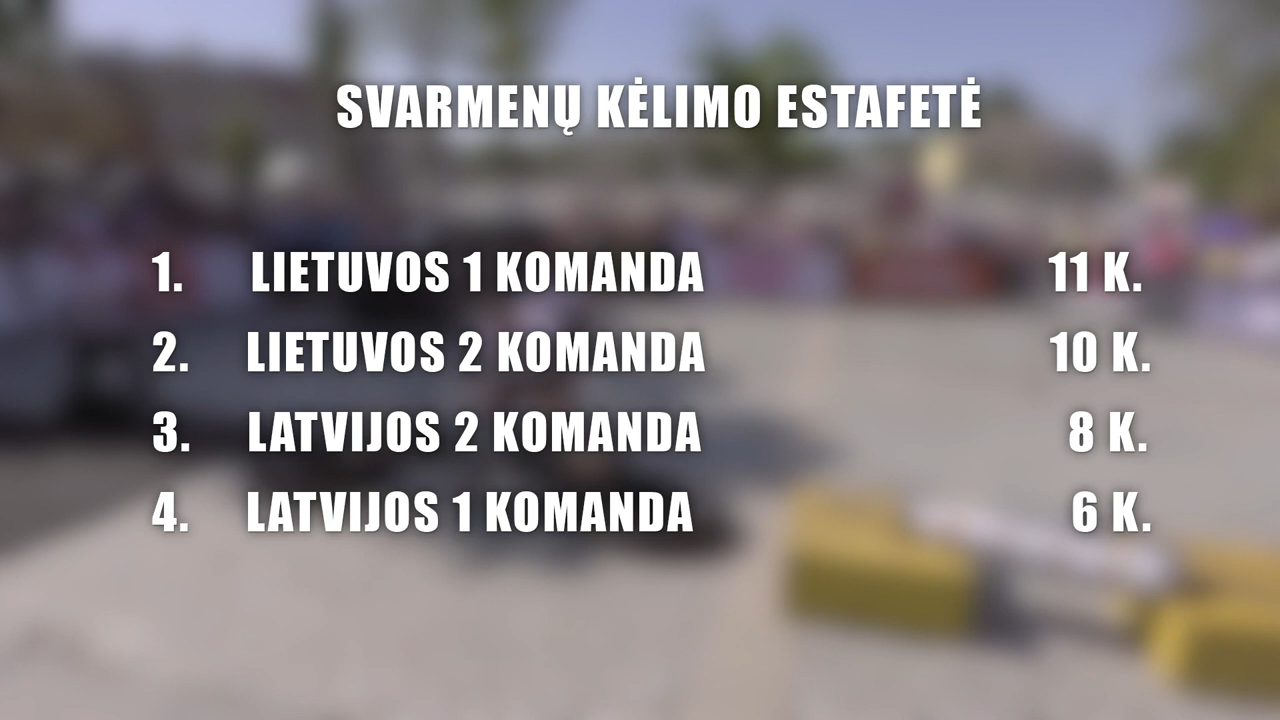 SVARMENŲ KĖLIMO ESTAFETĖ
1. LIETUVOS 1 KOMANDA 11 K.
2. LIETUVOS 2 KOMANDA 10 K.
3. LATVIJOS 2 KOMANDA 8 K.
4. LATVIJOS 1 KOMANDA 6 K.